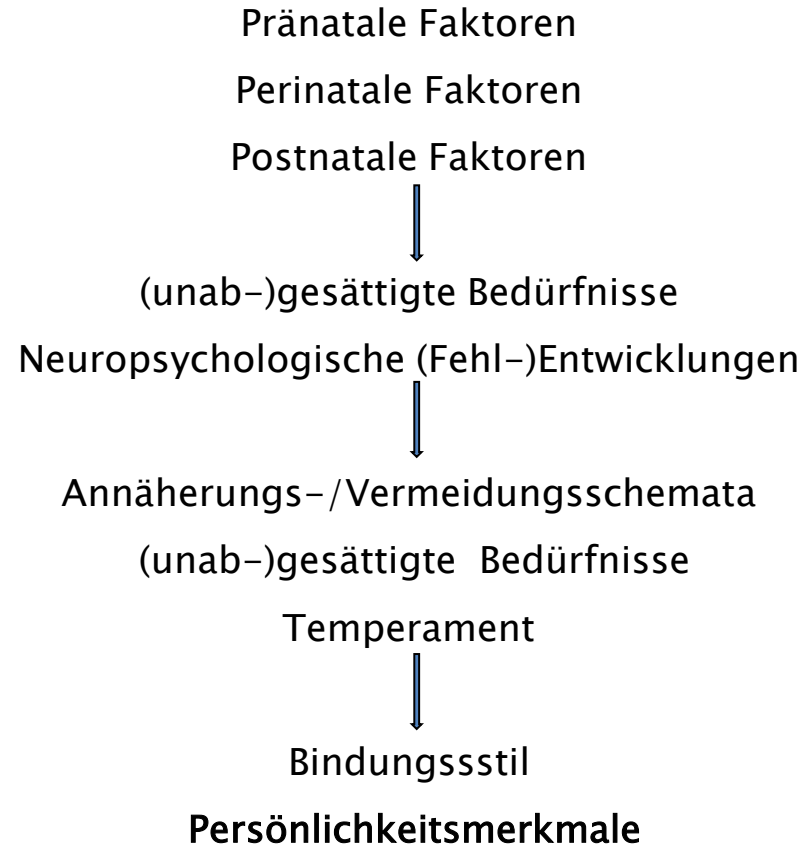 Pränatale Faktoren
Perinatale Faktoren
Postnatale Faktoren
(unab-)gesättigte Bedürfnisse
Neuropsychologische (Fehl-)Entwicklungen
Annäherungs-/Vermeidungsschemata
(unab-)gesättigte Bedürfnisse
Temperament
Bindungssstil
Persönlichkeitsmerkmale